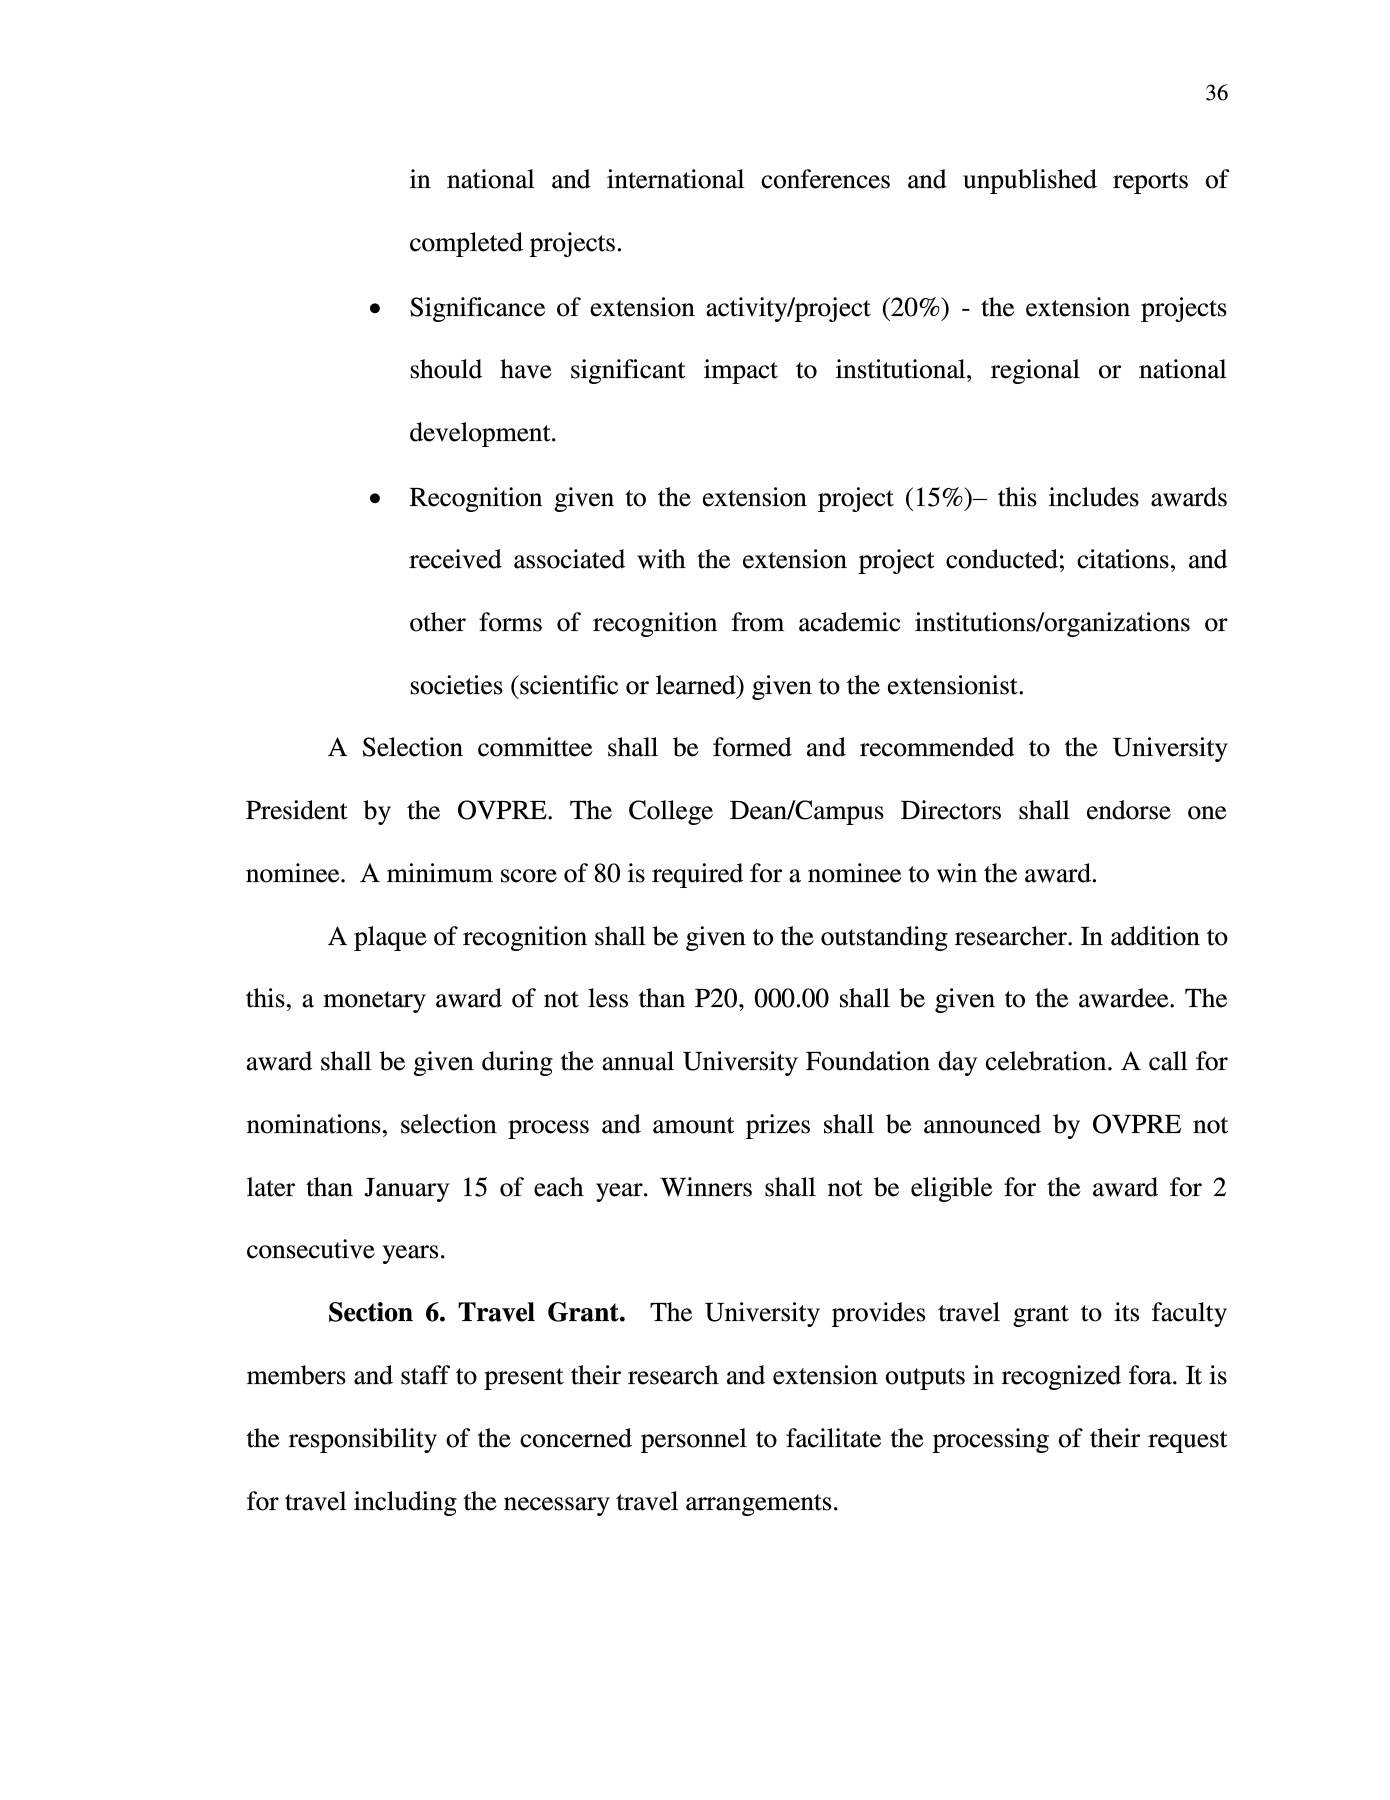 36
in national and international conferences and unpublished reports of
completed projects.
• Significance of extension activity/project (20%) - the extension projects
should have significant impact to institutional, regional or national
development.
• Recognition given to the extension project (15%)– this includes awards
received associated with the extension project conducted; citations, and
other forms of recognition from academic institutions/organizations or
societies (scientific or learned) given to the extensionist.
A Selection committee shall be formed and recommended to the University
President by the OVPRE. The College Dean/Campus Directors shall endorse one
nominee.  A minimum score of 80 is required for a nominee to win the award.
A plaque of recognition shall be given to the outstanding researcher. In addition to
this, a monetary award of not less than P20, 000.00 shall be given to the awardee. The
award shall be given during the annual University Foundation day celebration. A call for
nominations, selection process and amount prizes shall be announced by OVPRE not
later than January 15 of each year. Winners shall not be eligible for the award for 2
consecutive years.
Section 6. Travel Grant.  The University provides travel grant to its faculty
members and staff to present their research and extension outputs in recognized fora. It is
the responsibility of the concerned personnel to facilitate the processing of their request
for travel including the necessary travel arrangements.